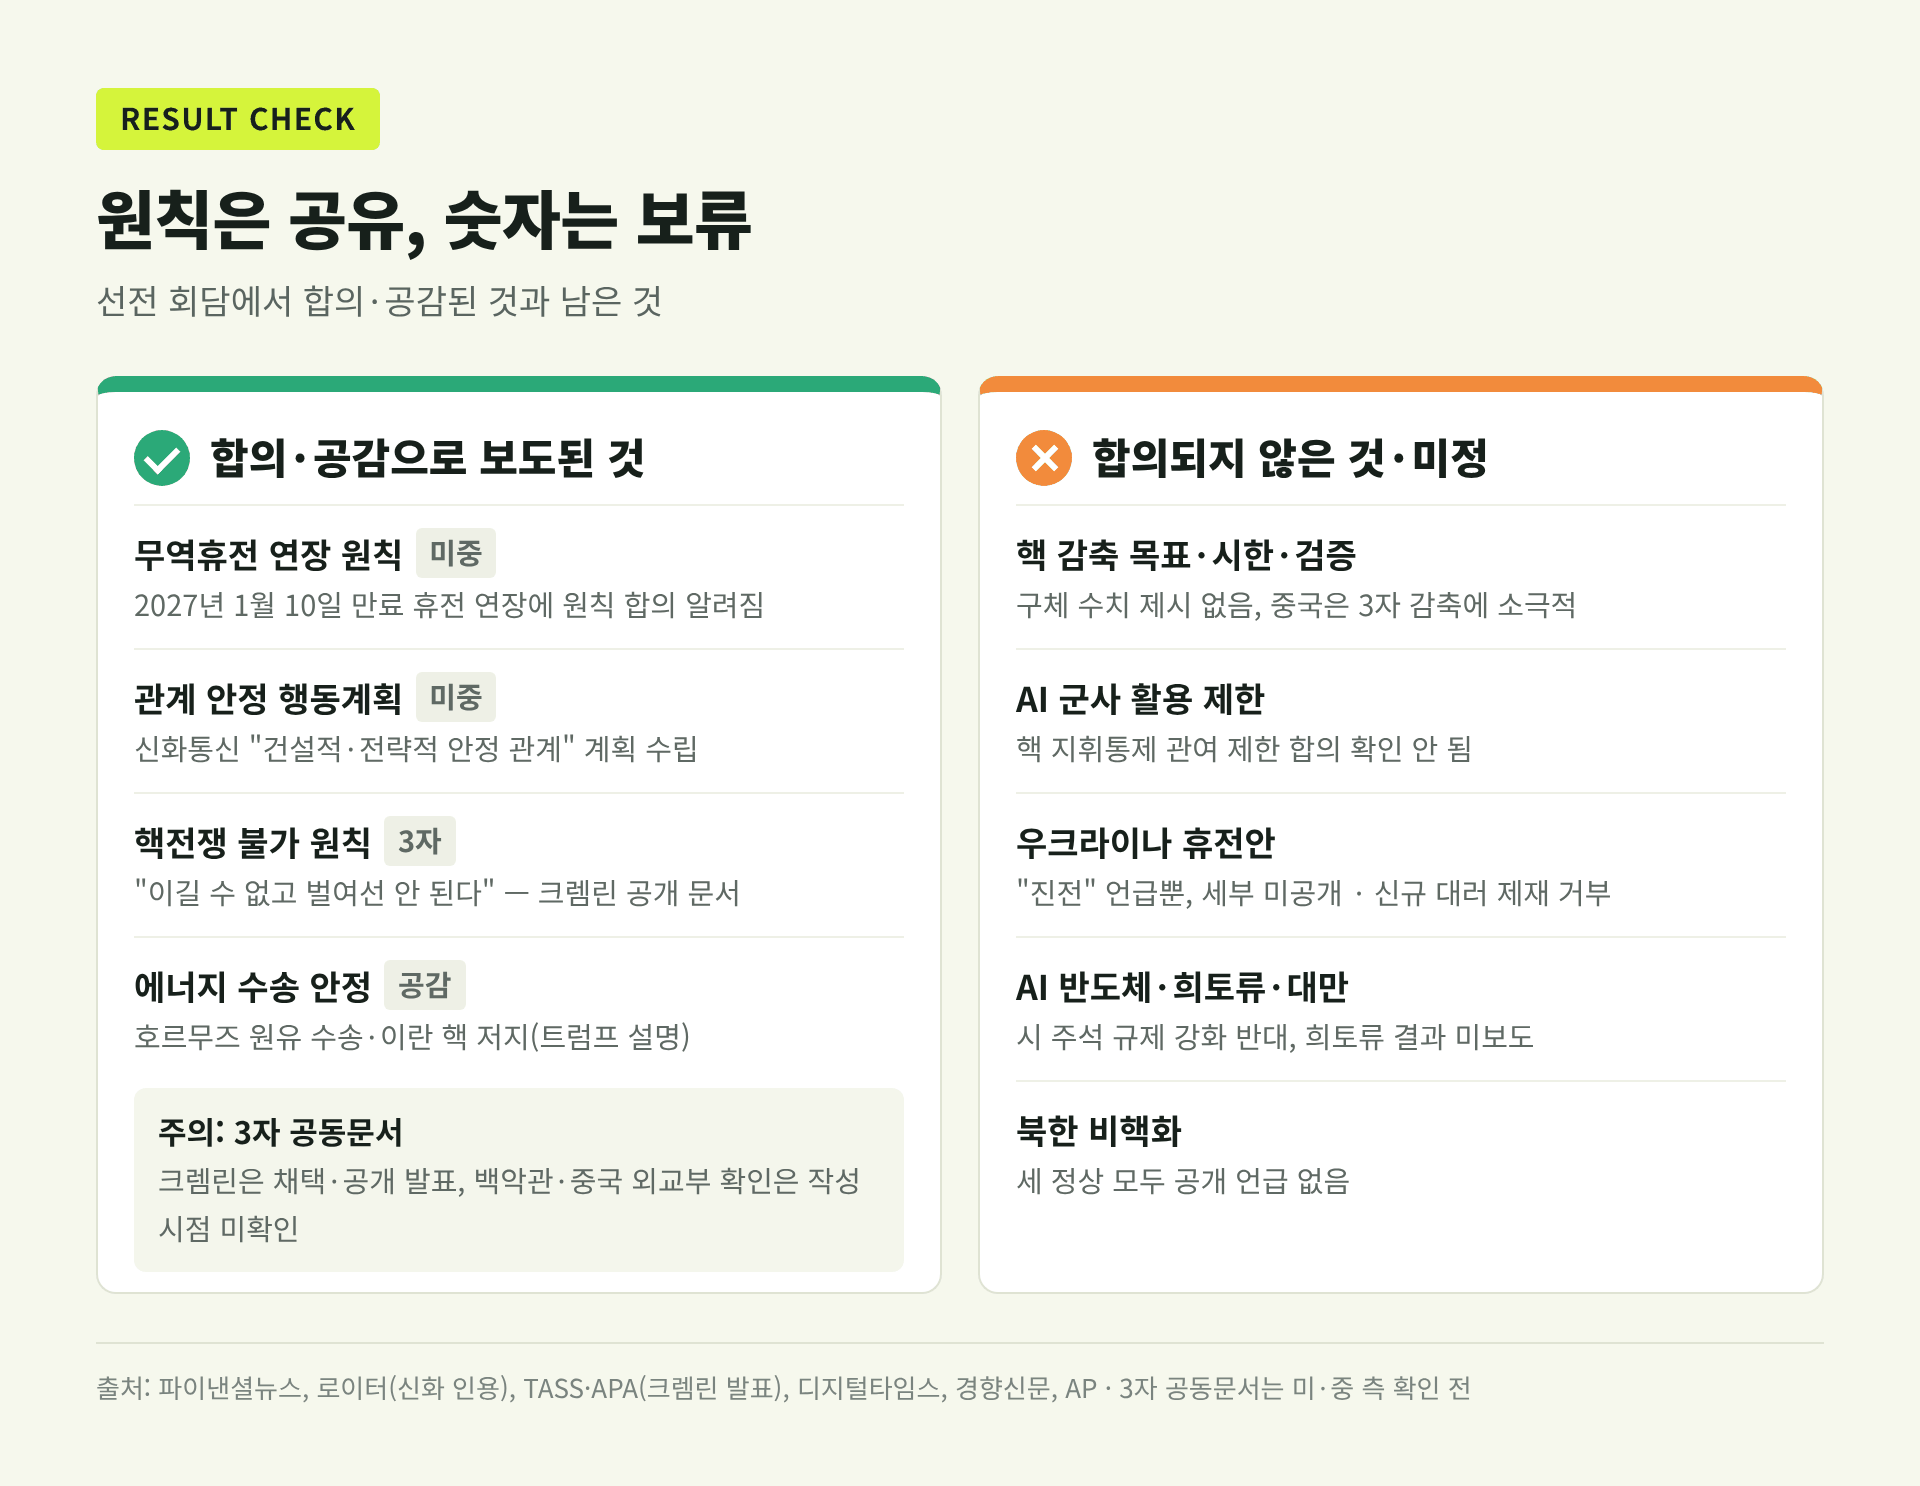 RESULT CHECK
원칙은 공유, 숫자는 보류
선전 회담에서 합의·공감된 것과 남은 것
합의·공감으로 보도된 것
무역휴전 연장 원칙 미중
2027년 1월 10일 만료 휴전 연장에 원칙 합의 알려짐
관계 안정 행동계획 미중
신화통신 "건설적·전략적 안정 관계" 계획 수립
핵전쟁 불가 원칙 3자
"이길 수 없고 벌여선 안 된다" — 크렘린 공개 문서
에너지 수송 안정 공감
호르무즈 원유 수송·이란 핵 저지(트럼프 설명)
주의: 3자 공동문서
크렘린은 채택·공개 발표, 백악관·중국 외교부 확인은 작성
시점 미확인
합의되지 않은 것·미정
핵 감축 목표·시한·검증
구체 수치 제시 없음, 중국은 3자 감축에 소극적
AI 군사 활용 제한
핵 지휘통제 관여 제한 합의 확인 안 됨
우크라이나 휴전안
"진전" 언급뿐, 세부 미공개 · 신규 대러 제재 거부
AI 반도체·희토류·대만
시 주석 규제 강화 반대, 희토류 결과 미보도
북한 비핵화
세 정상 모두 공개 언급 없음
출처: 파이낸셜뉴스, 로이터(신화 인용), TASS·APA(크렘린 발표), 디지털타임스, 경향신문, AP · 3자 공동문서는 미·중 측 확인 전